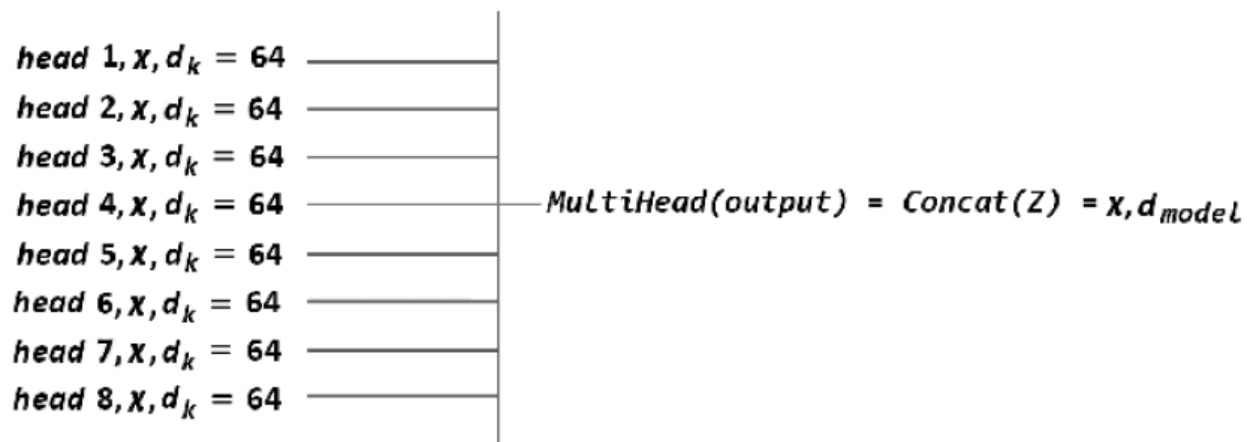 head 1, x, d_k = 64
head 2, x, d_k = 64
head 3, x, d_k = 64
head 4, x, d_k = 64
MultiHead(output) = Concat(Z) = x, d_model
head 5, x, d_k = 64
head 6, x, d_k = 64
head 7, x, d_k = 64
head 8, x, d_k = 64